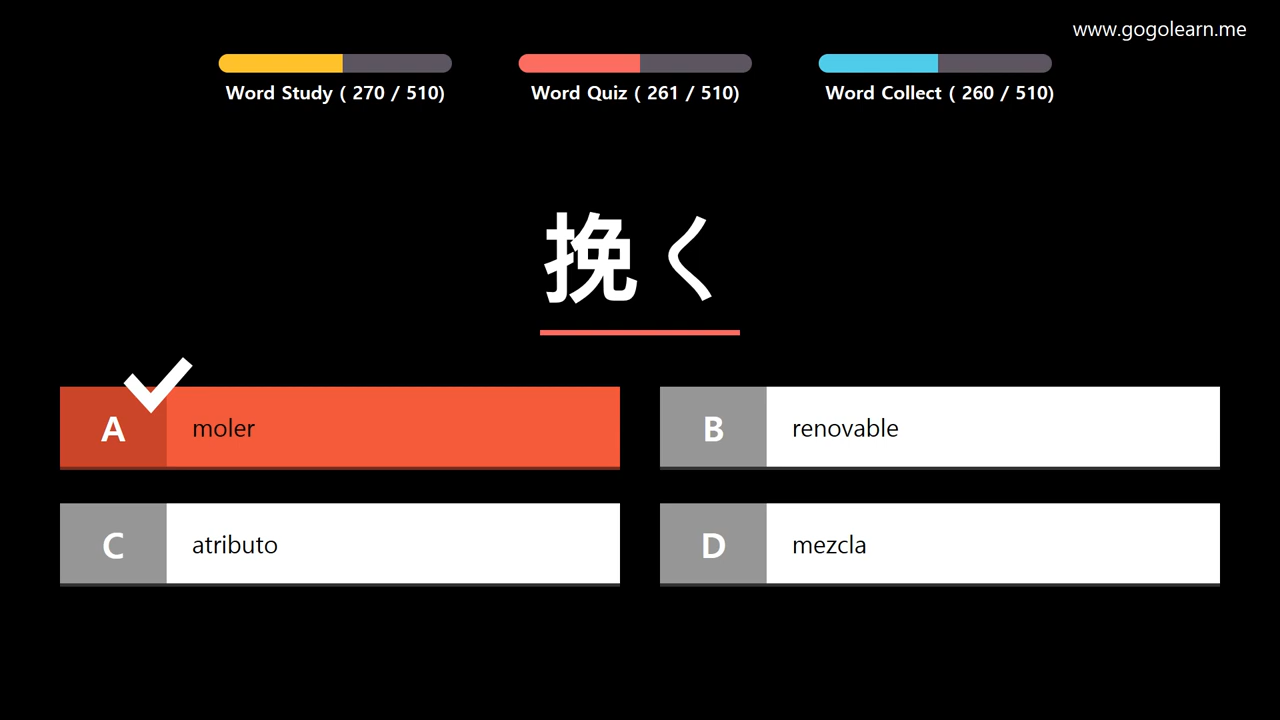 www.gogolearn.me
Word Study ( 270 / 510)
Word Quiz ( 261 / 510)
Word Collect ( 260 / 510)
挽く
A moler
B renovable
C atributo
D mezcla